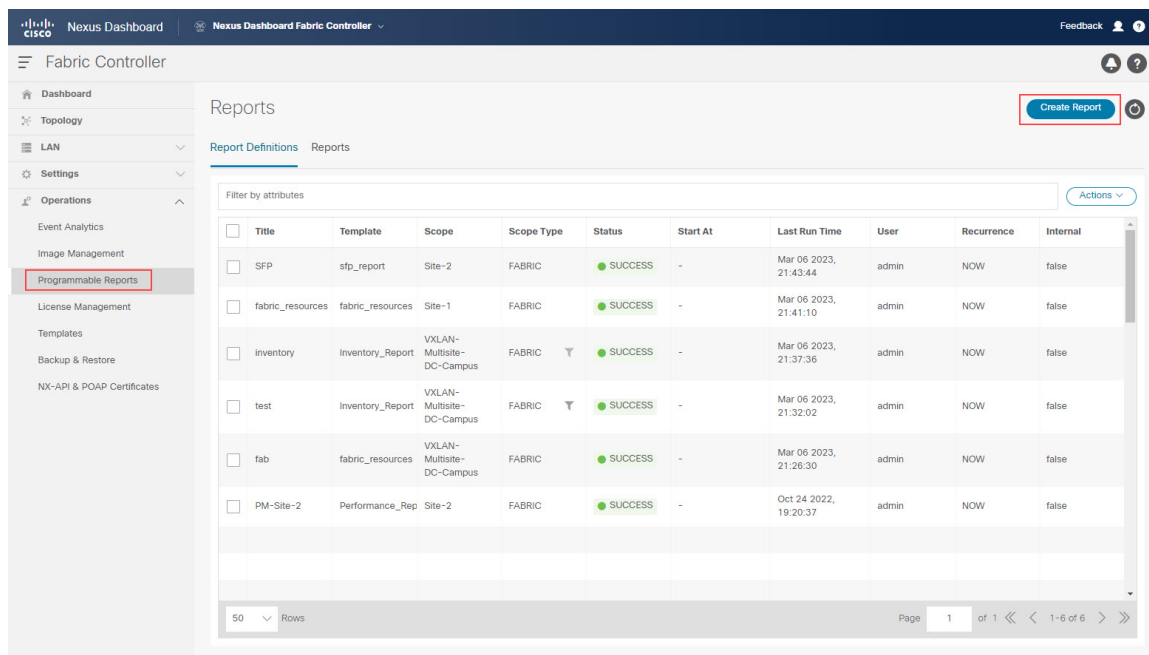 CISCO Nexus Dashboard Nexus Dashboard Fabric Controller Feedback ?
Fabric Controller ?
Dashboard
Topology
LAN
Settings
Operations
Event Analytics
Image Management
Programmable Reports
License Management
Templates
Backup & Restore
NX-API & POAP Certificates
Reports Create Report
Report Definitions Reports
Filter by attributes Actions
Title Template Scope Scope Type Status Start At Last Run Time User Recurrence Internal
SFP sfp_report Site-2 FABRIC SUCCESS - Mar 06 2023, admin NOW false
21:43:44
fabric_resources fabric_resources Site-1 FABRIC SUCCESS - Mar 06 2023, admin NOW false
21:41:10
inventory Inventory_Report VXLAN- FABRIC SUCCESS - Mar 06 2023, admin NOW false
Multisite- 21:37:36
DC-Campus
test Inventory_Report VXLAN- FABRIC SUCCESS - Mar 06 2023, admin NOW false
Multisite- 21:32:02
DC-Campus
fab fabric_resources VXLAN- FABRIC SUCCESS - Mar 06 2023, admin NOW false
Multisite- 21:26:30
DC-Campus
PM-Site-2 Performance_Rep Site-2 FABRIC SUCCESS - Oct 24 2022, admin NOW false
19:20:37
50 Rows Page 1 of 1 1-6 of 6